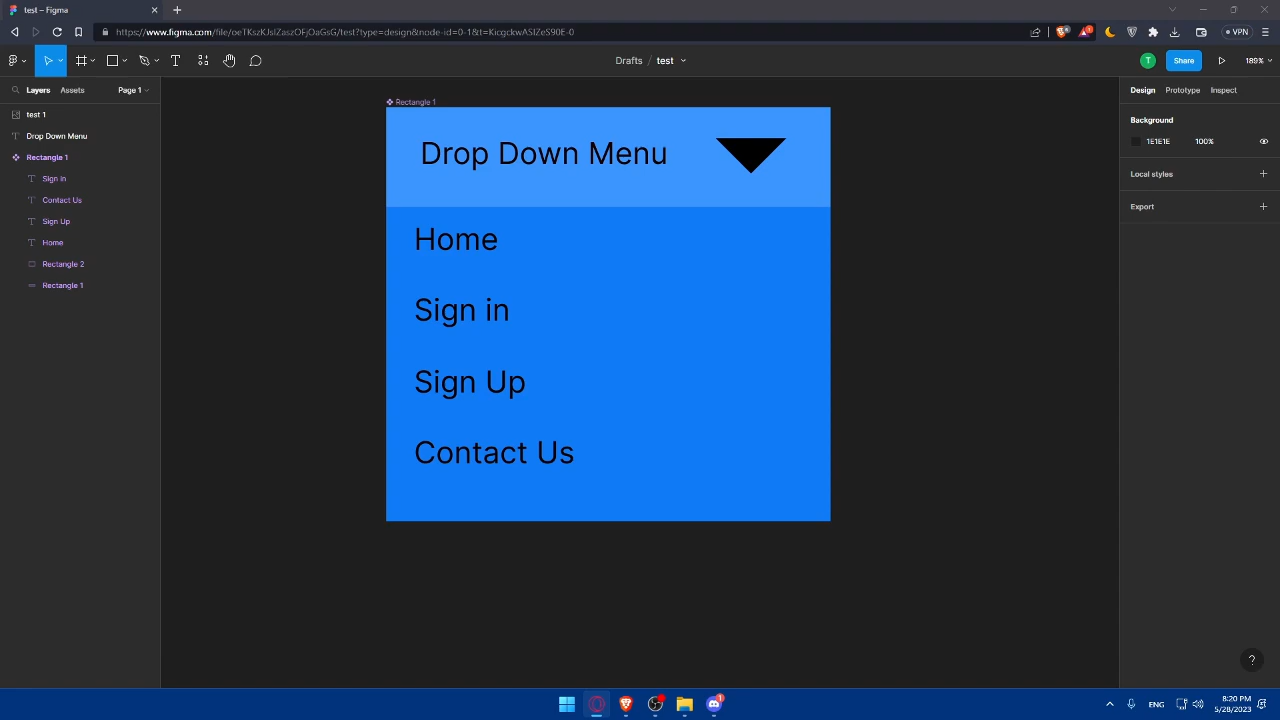 test – Figma
https://www.figma.com/file/oeTKszKJsIZaszOFjOaGsG/test?type=design&node-id=0-1&t=KicgckwASIZeS90E-0
VPN
Drafts / test
T
Share
189%
Layers
Assets
Page 1
Design
Prototype
Inspect
test 1
Drop Down Menu
Rectangle 1
Sign in
Contact Us
Sign Up
Home
Rectangle 2
Rectangle 1
Rectangle 1
Drop Down Menu
Home
Sign in
Sign Up
Contact Us
Background
1E1E1E
100%
Local styles
Export
?
ENG
8:20 PM
5/28/2023